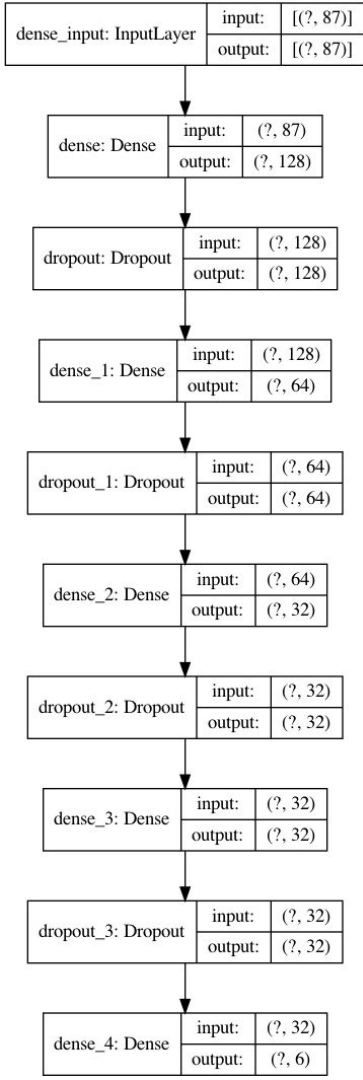 dense_input: InputLayer
input: [(?, 87)]
output: [(?, 87)]
dense: Dense
input: (?, 87)
output: (?, 128)
dropout: Dropout
input: (?, 128)
output: (?, 128)
dense_1: Dense
input: (?, 128)
output: (?, 64)
dropout_1: Dropout
input: (?, 64)
output: (?, 64)
dense_2: Dense
input: (?, 64)
output: (?, 32)
dropout_2: Dropout
input: (?, 32)
output: (?, 32)
dense_3: Dense
input: (?, 32)
output: (?, 32)
dropout_3: Dropout
input: (?, 32)
output: (?, 32)
dense_4: Dense
input: (?, 32)
output: (?, 6)